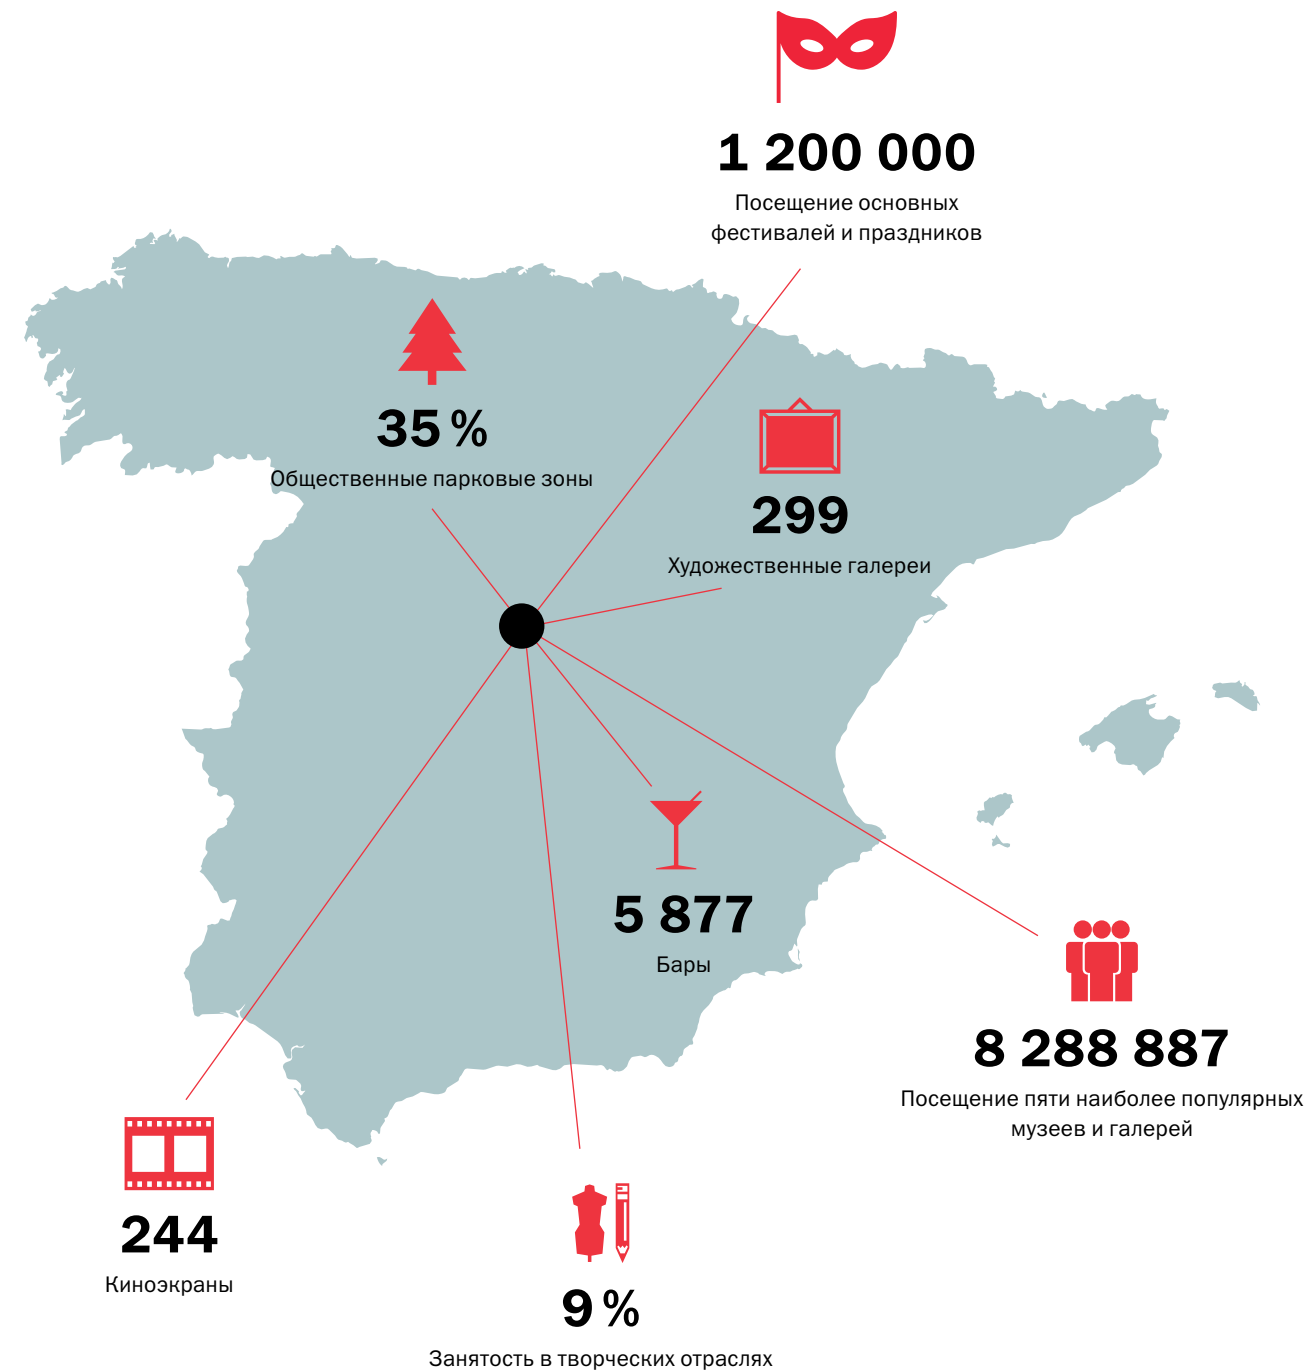 1 200 000
Посещение основных
фестивалей и праздников
35 %
Общественные парковые зоны
299
Художественные галереи
5 877
Бары
8 288 887
Посещение пяти наиболее популярных
музеев и галерей
244
Киноэкраны
9 %
Занятость в творческих отраслях